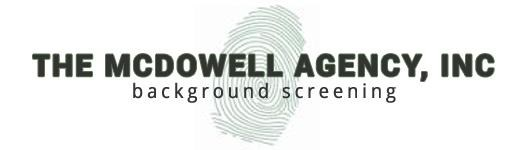 THE MCDOWELL AGENCY, INC
background screening